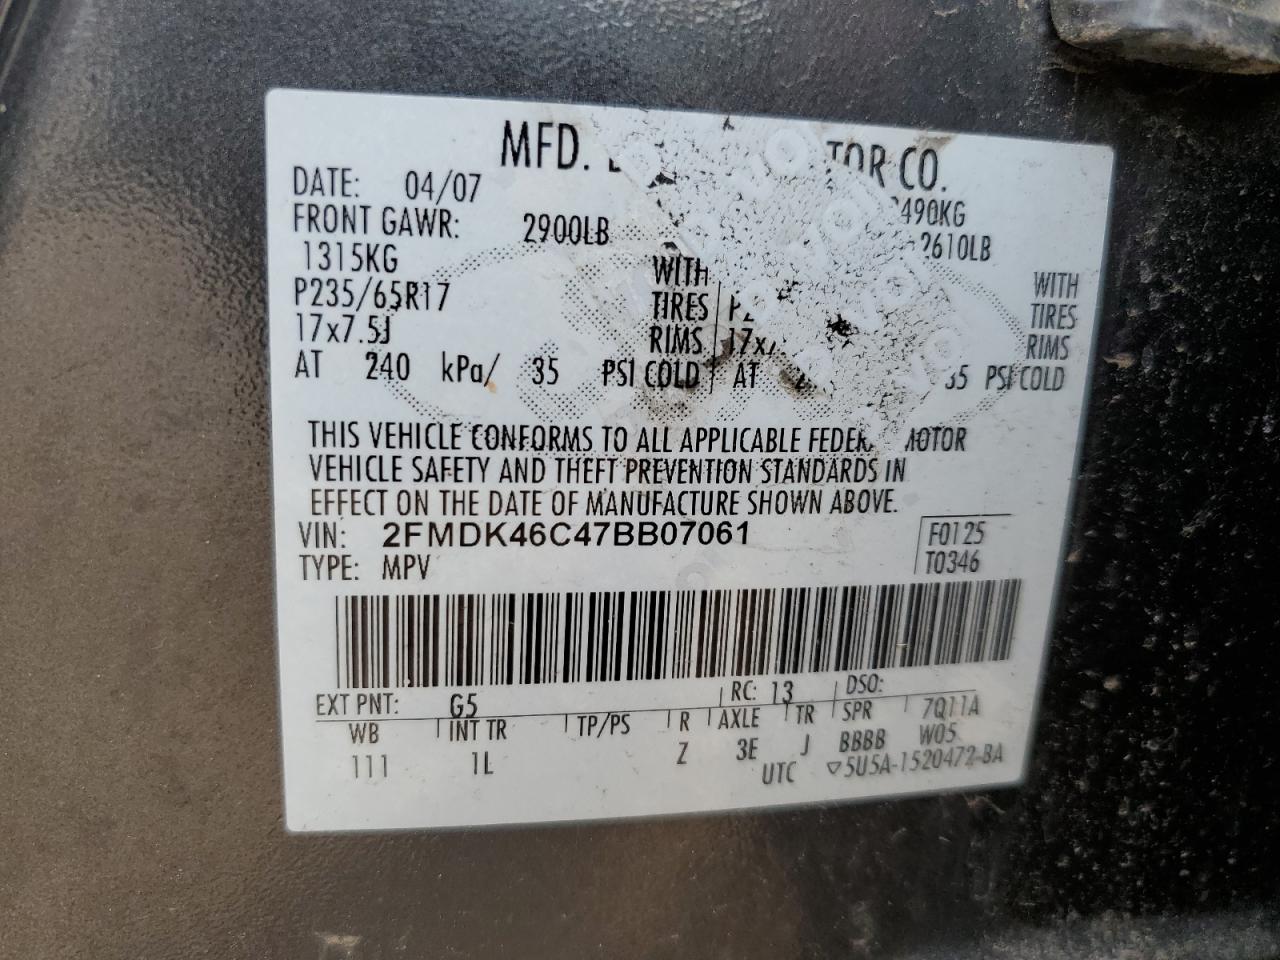 MFD. TOR CO.
DATE: 04/07 490KG
FRONT GAWR: 2900LB 2610LB
1315KG WITH WITH
P235/65R17 TIRES TIRES
17x7.5J RIMS 17x RIMS
AT 240 kPa/ 35 PSI COLD AT 35 PSI COLD
THIS VEHICLE CONFORMS TO ALL APPLICABLE FEDER MOTOR
VEHICLE SAFETY AND THEFT PREVENTION STANDARDS IN
EFFECT ON THE DATE OF MANUFACTURE SHOWN ABOVE.
VIN: 2FMDK46C47BB07061 F0125
TYPE: MPV T0346
EXT PNT: G5 RC: 13 DSO:
WB INT TR TP/PS R AXLE TR SPR 7Q11A
111 1L Z 3E J BBBB W05
UTC ▽5U5A-1520472-BA